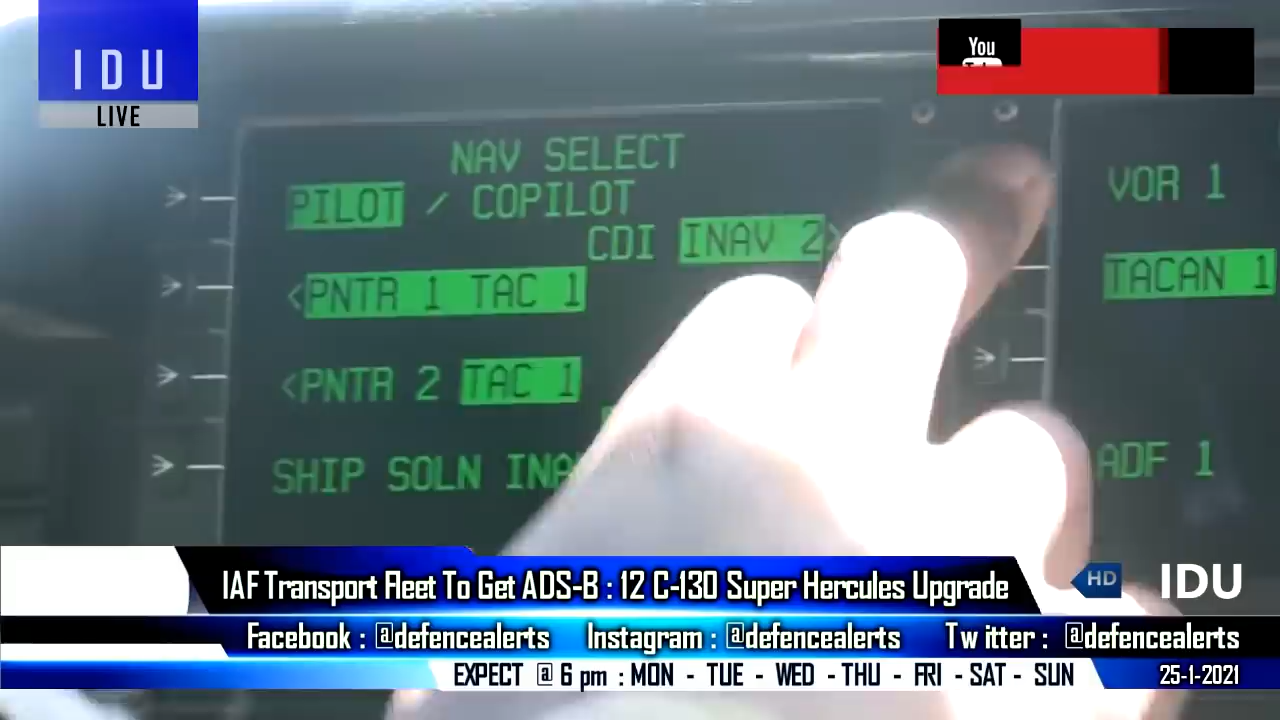 IDU
LIVE
You
NAV SELECT
PILOT / COPILOT
CDI INAV 2>
<PNTR 1 TAC 1
<PNTR 2 TAC 1
SHIP SOLN
VOR 1
TACAN 1
ADF 1
IAF Transport Fleet To Get ADS-B : 12 C-130 Super Hercules Upgrade
HD IDU
Facebook : @defencealerts Instagram : @defencealerts Tw itter : @defencealerts
EXPECT @ 6 pm : MON - TUE - WED - THU - FRI - SAT - SUN
25-1-2021